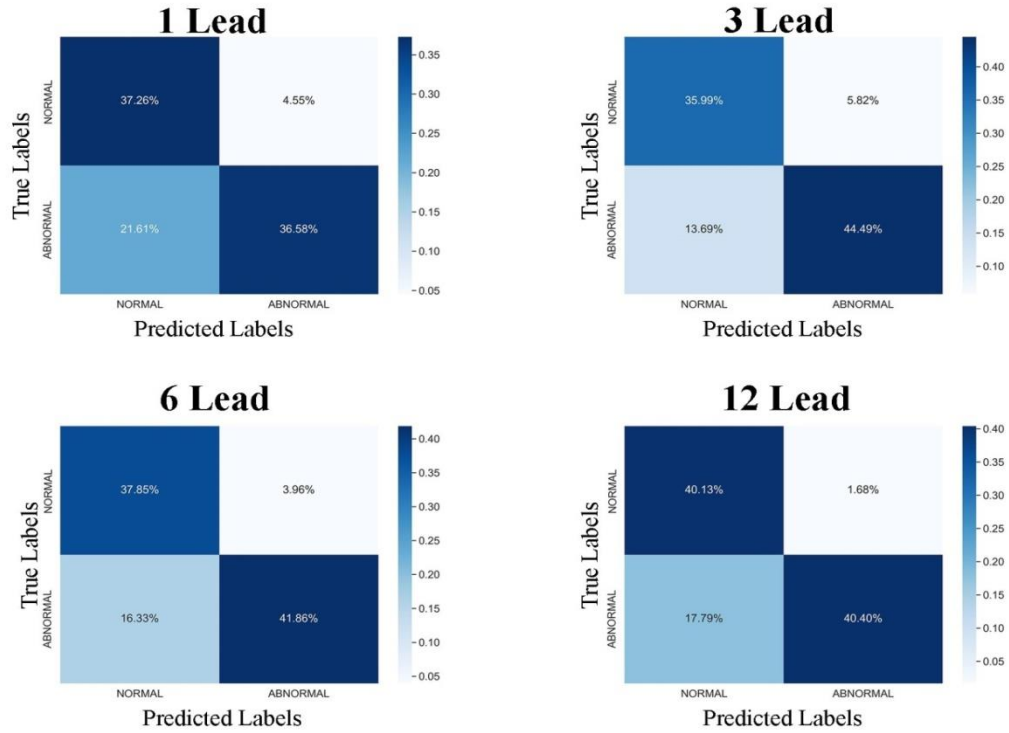 1 Lead
True Labels
NORMAL
ABNORMAL
37.26%
4.55%
21.61%
36.58%
NORMAL
ABNORMAL
Predicted Labels
0.35
0.30
0.25
0.20
0.15
0.10
0.05
3 Lead
True Labels
NORMAL
ABNORMAL
35.99%
5.82%
13.69%
44.49%
NORMAL
ABNORMAL
Predicted Labels
0.40
0.35
0.30
0.25
0.20
0.15
0.10
6 Lead
True Labels
NORMAL
ABNORMAL
37.85%
3.96%
16.33%
41.86%
NORMAL
ABNORMAL
Predicted Labels
0.40
0.35
0.30
0.25
0.20
0.15
0.10
0.05
12 Lead
True Labels
NORMAL
ABNORMAL
40.13%
1.68%
17.79%
40.40%
NORMAL
ABNORMAL
Predicted Labels
0.40
0.35
0.30
0.25
0.20
0.15
0.10
0.05